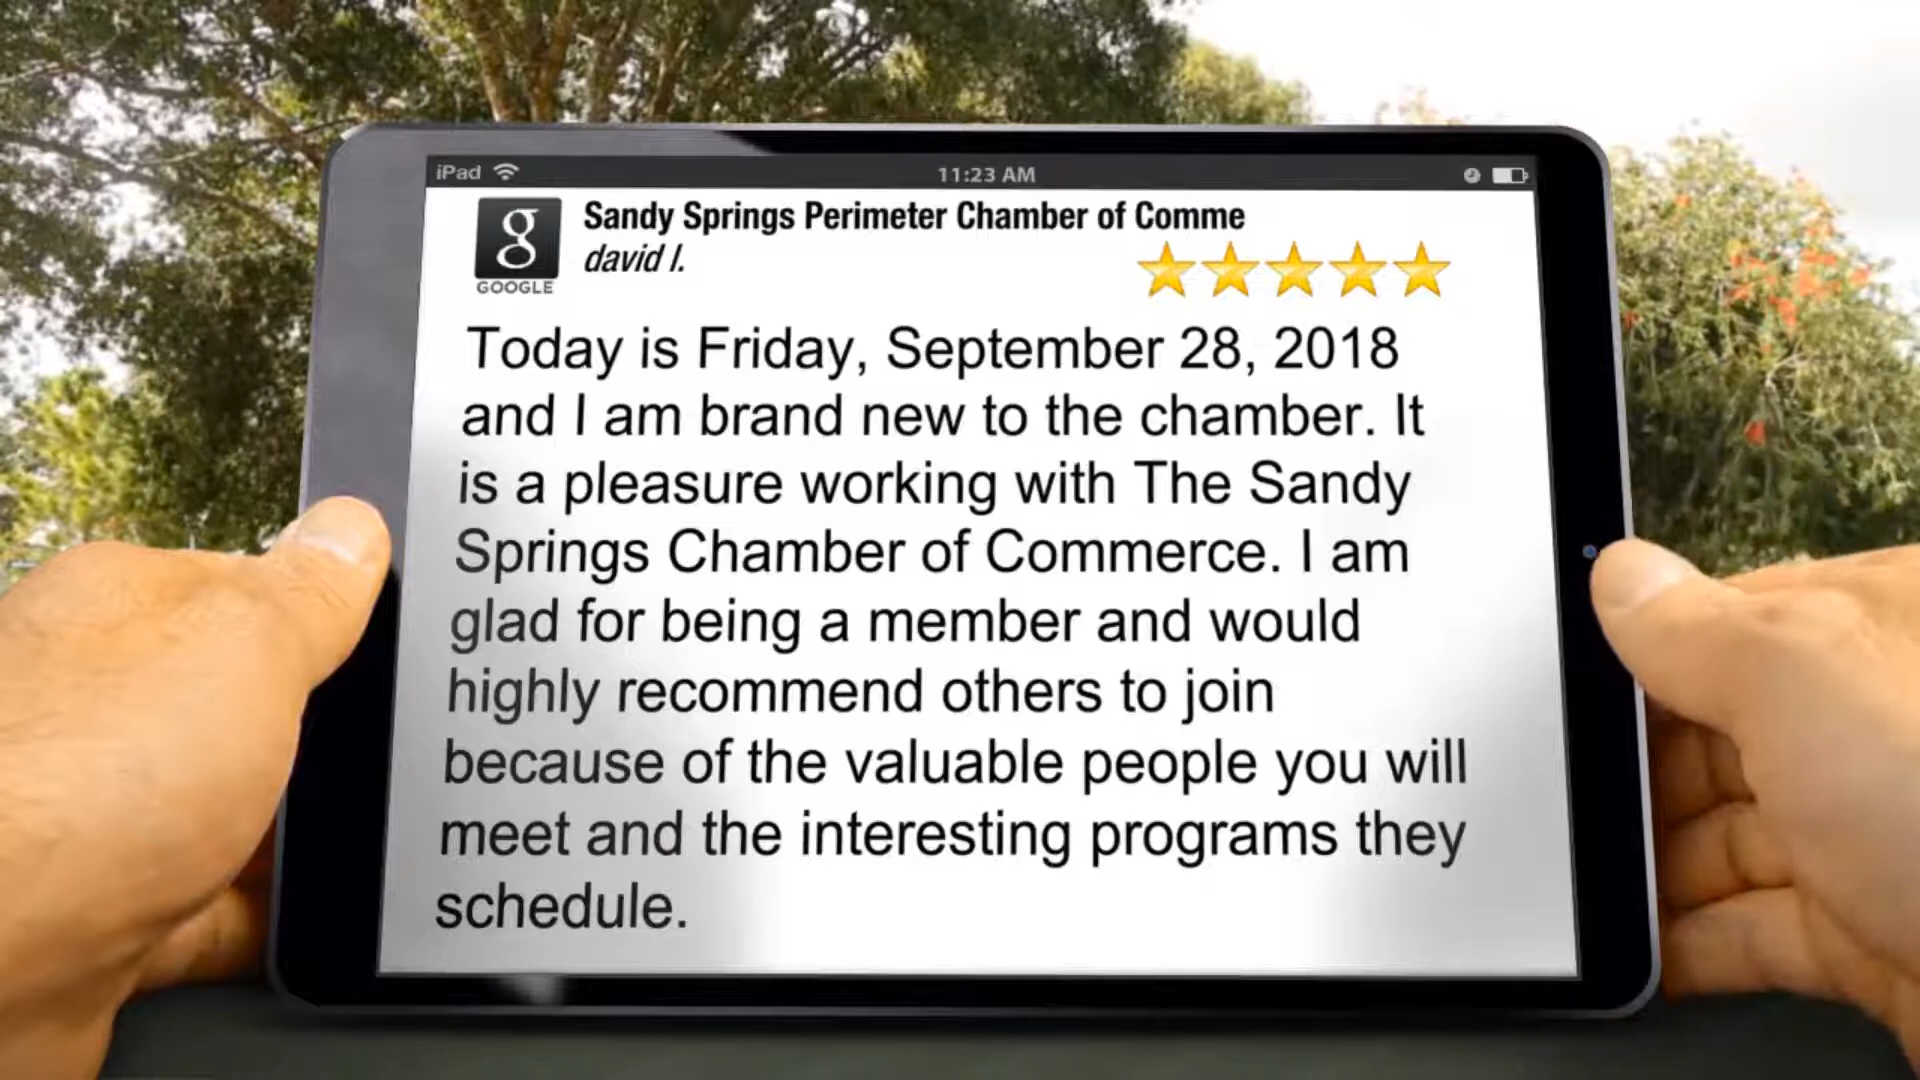 iPad
11:23 AM
g
GOOGLE
Sandy Springs Perimeter Chamber of Comme
david l.
Today is Friday, September 28, 2018
and I am brand new to the chamber. It
is a pleasure working with The Sandy
Springs Chamber of Commerce. I am
glad for being a member and would
highly recommend others to join
because of the valuable people you will
meet and the interesting programs they
schedule.